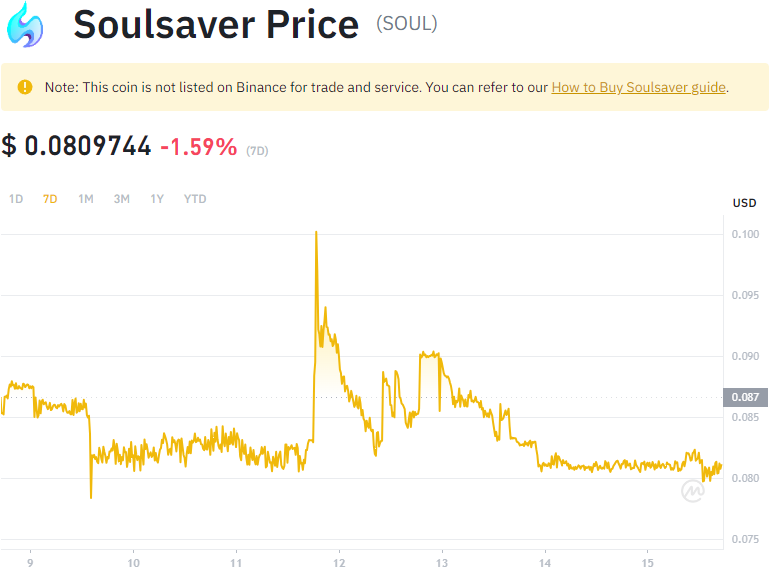 Soulsaver Price (SOUL)
Note: This coin is not listed on Binance for trade and service. You can refer to our How to Buy Soulsaver guide.
$ 0.0809744 -1.59% (7D)
1D 7D 1M 3M 1Y YTD
USD
0.100
0.095
0.090
0.087
0.085
0.080
0.075
9 10 11 12 13 14 15